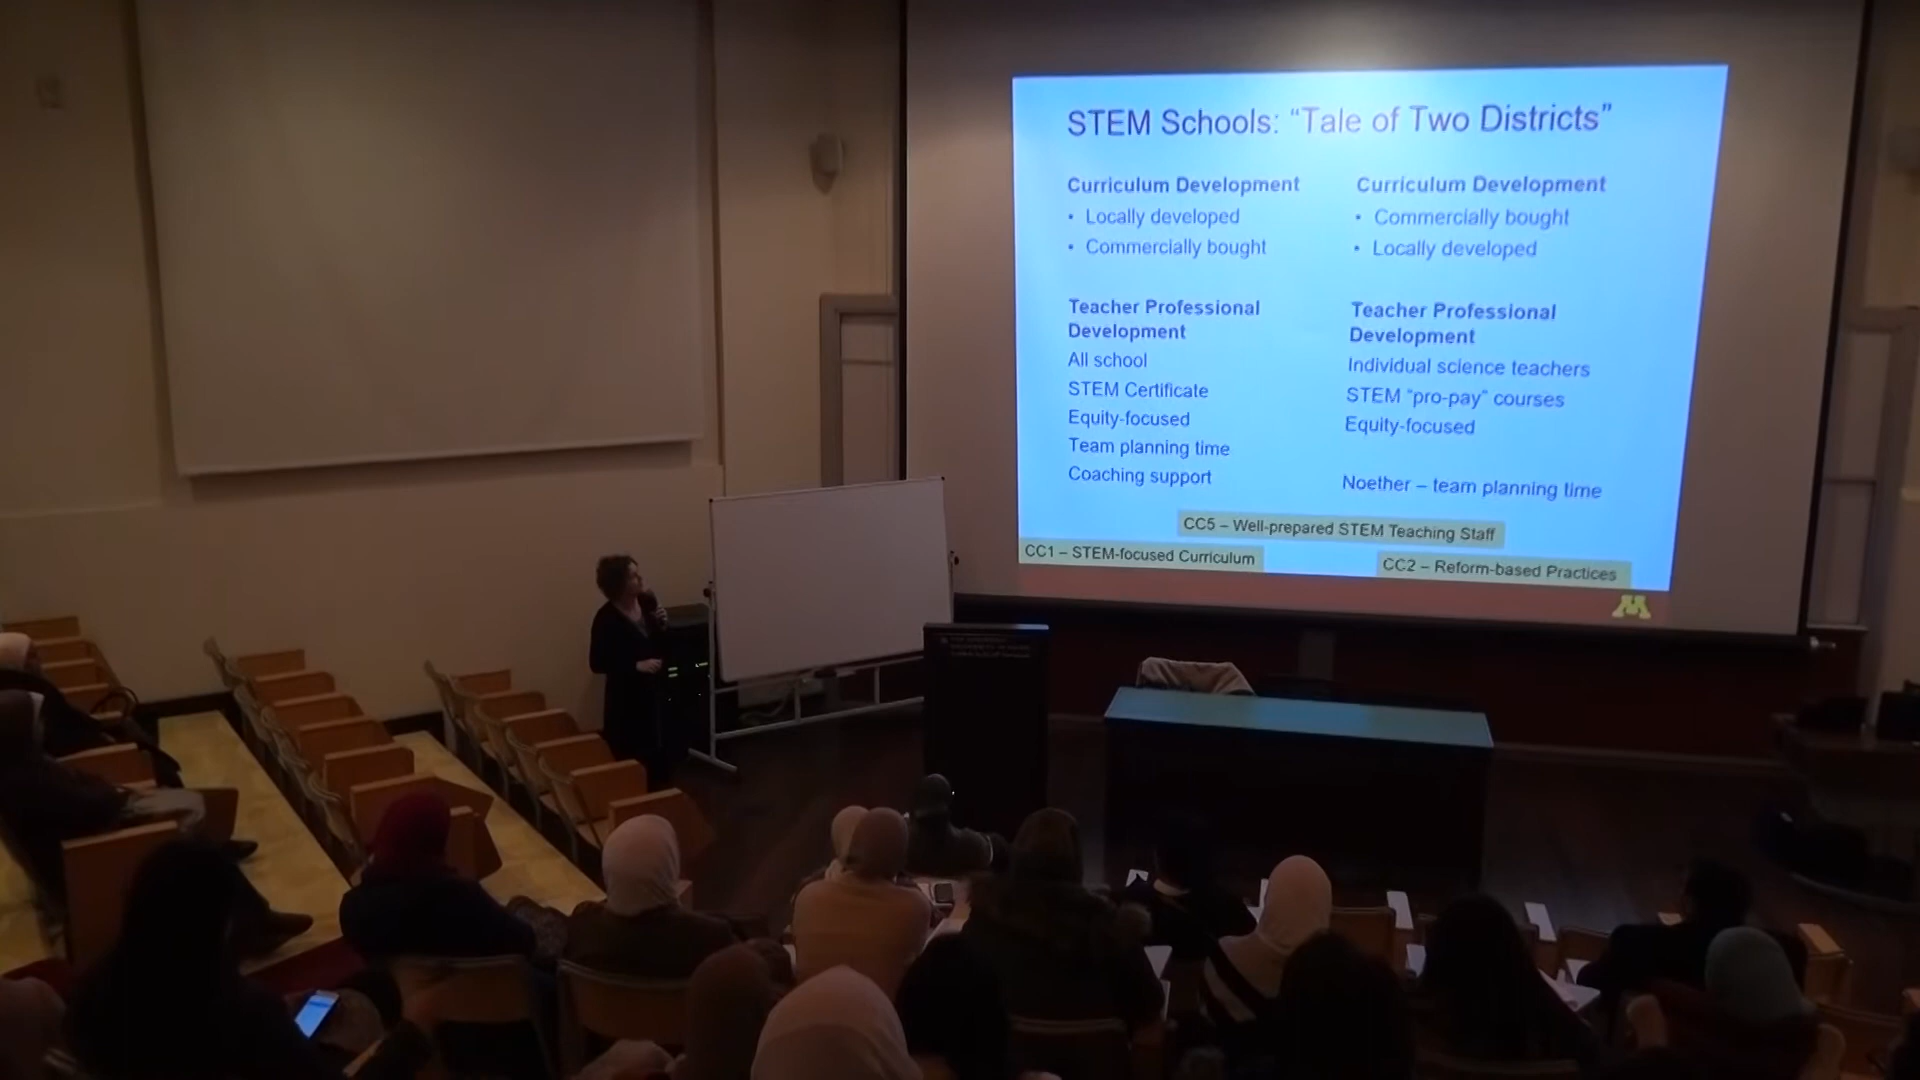 STEM Schools: “Tale of Two Districts”
Curriculum Development
• Locally developed
• Commercially bought
Teacher Professional
Development
All school
STEM Certificate
Equity-focused
Team planning time
Coaching support
Curriculum Development
• Commercially bought
• Locally developed
Teacher Professional
Development
Individual science teachers
STEM “pro-pay” courses
Equity-focused
Noether – team planning time
CC5 – Well-prepared STEM Teaching Staff
CC1 – STEM-focused Curriculum
CC2 – Reform-based Practices
M